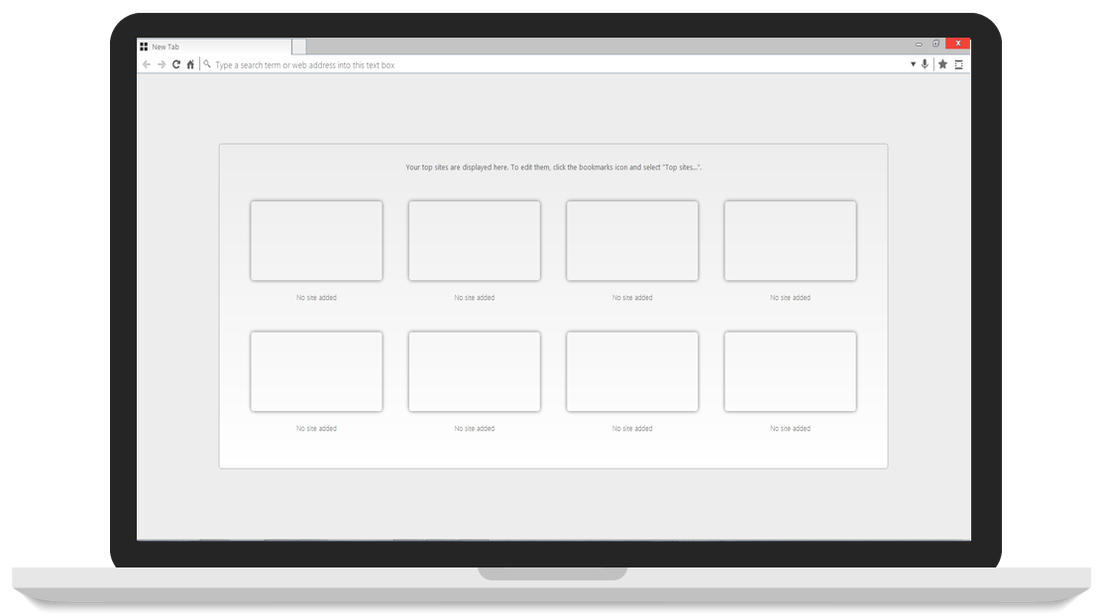 New Tab
Type a search term or web address into this text box
Your top sites are displayed here. To edit them, click the bookmarks icon and select "Top sites...".
No site added No site added No site added No site added
No site added No site added No site added No site added